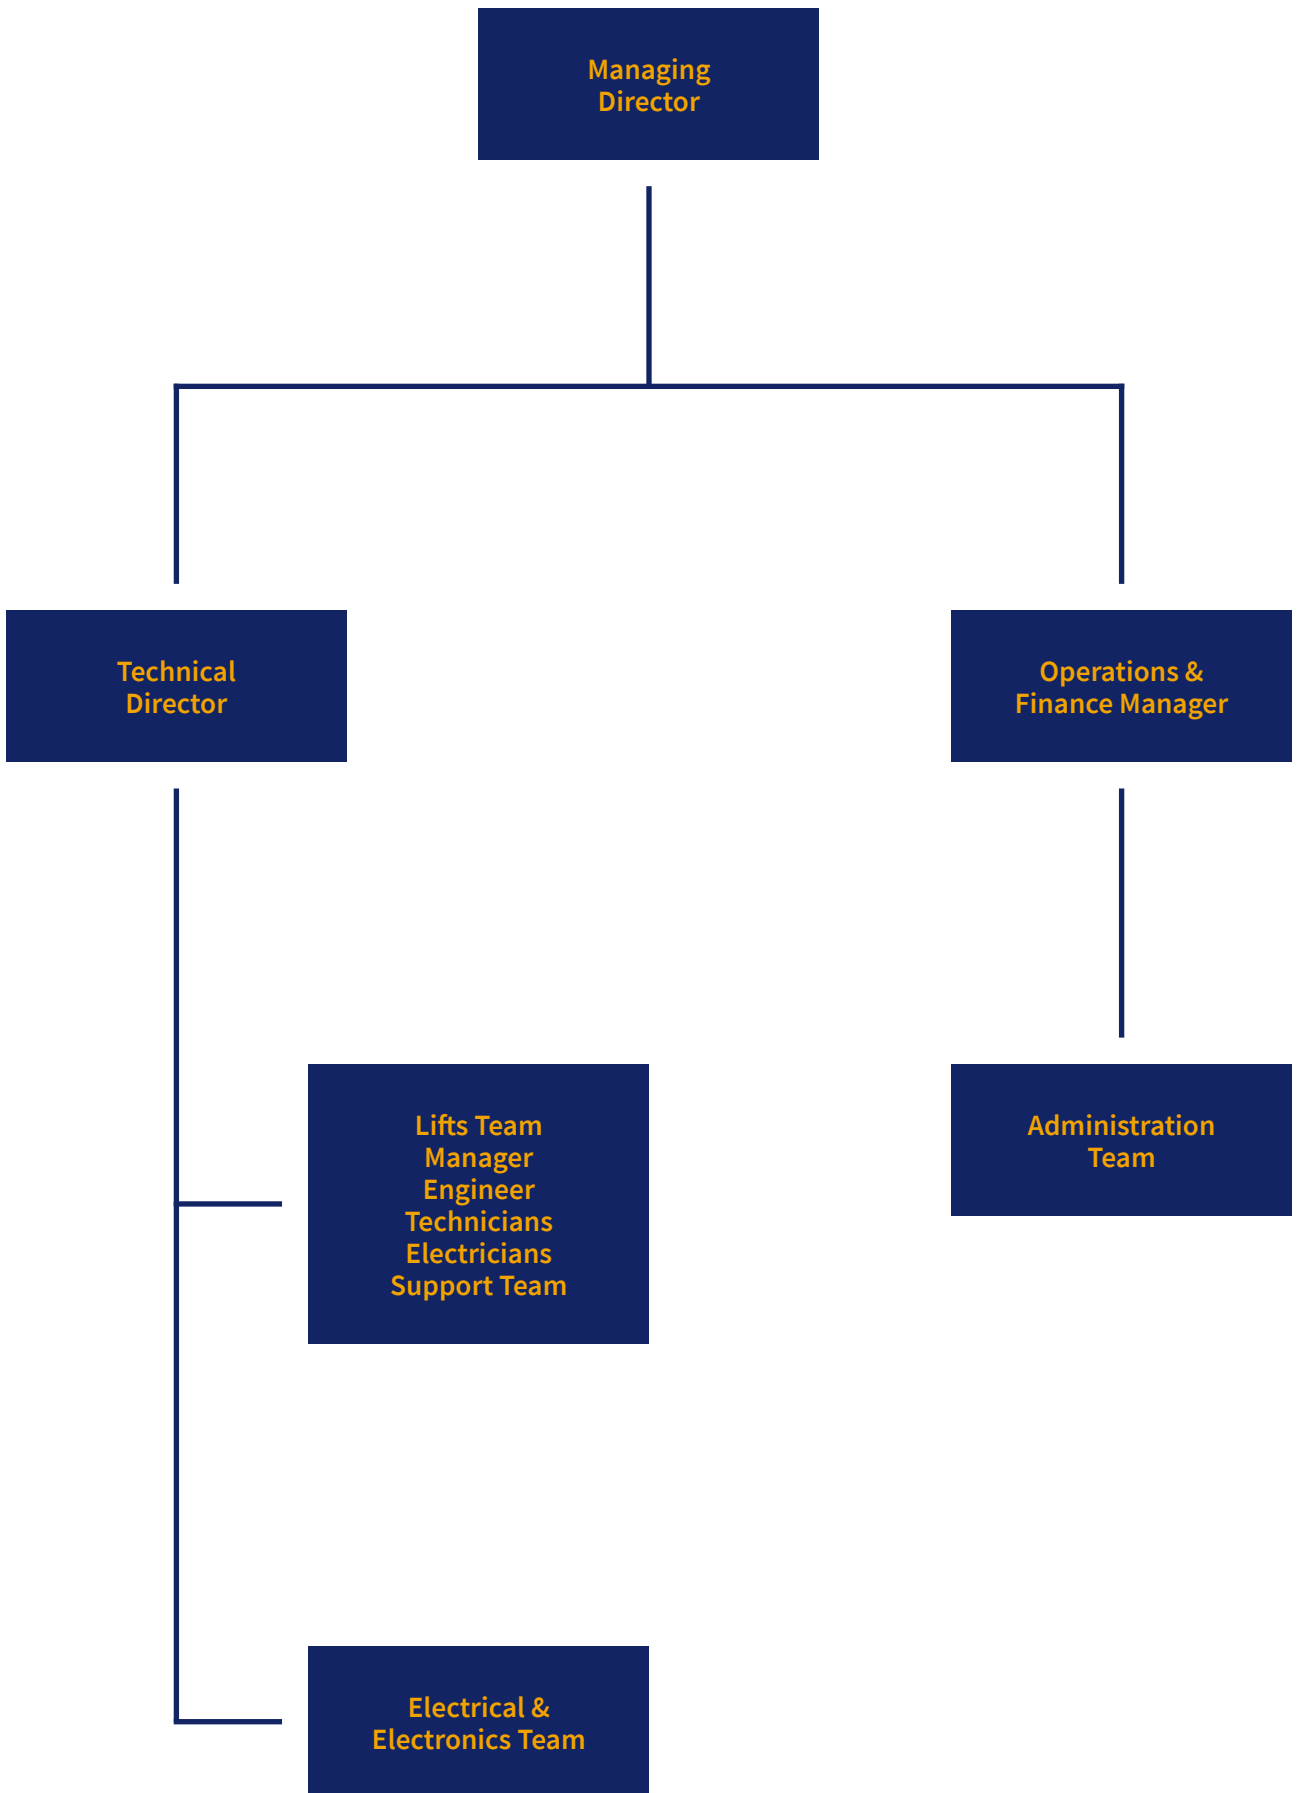 Managing
Director
Technical
Director
Operations &
Finance Manager
Lifts Team
Manager
Engineer
Technicians
Electricians
Support Team
Administration
Team
Electrical &
Electronics Team